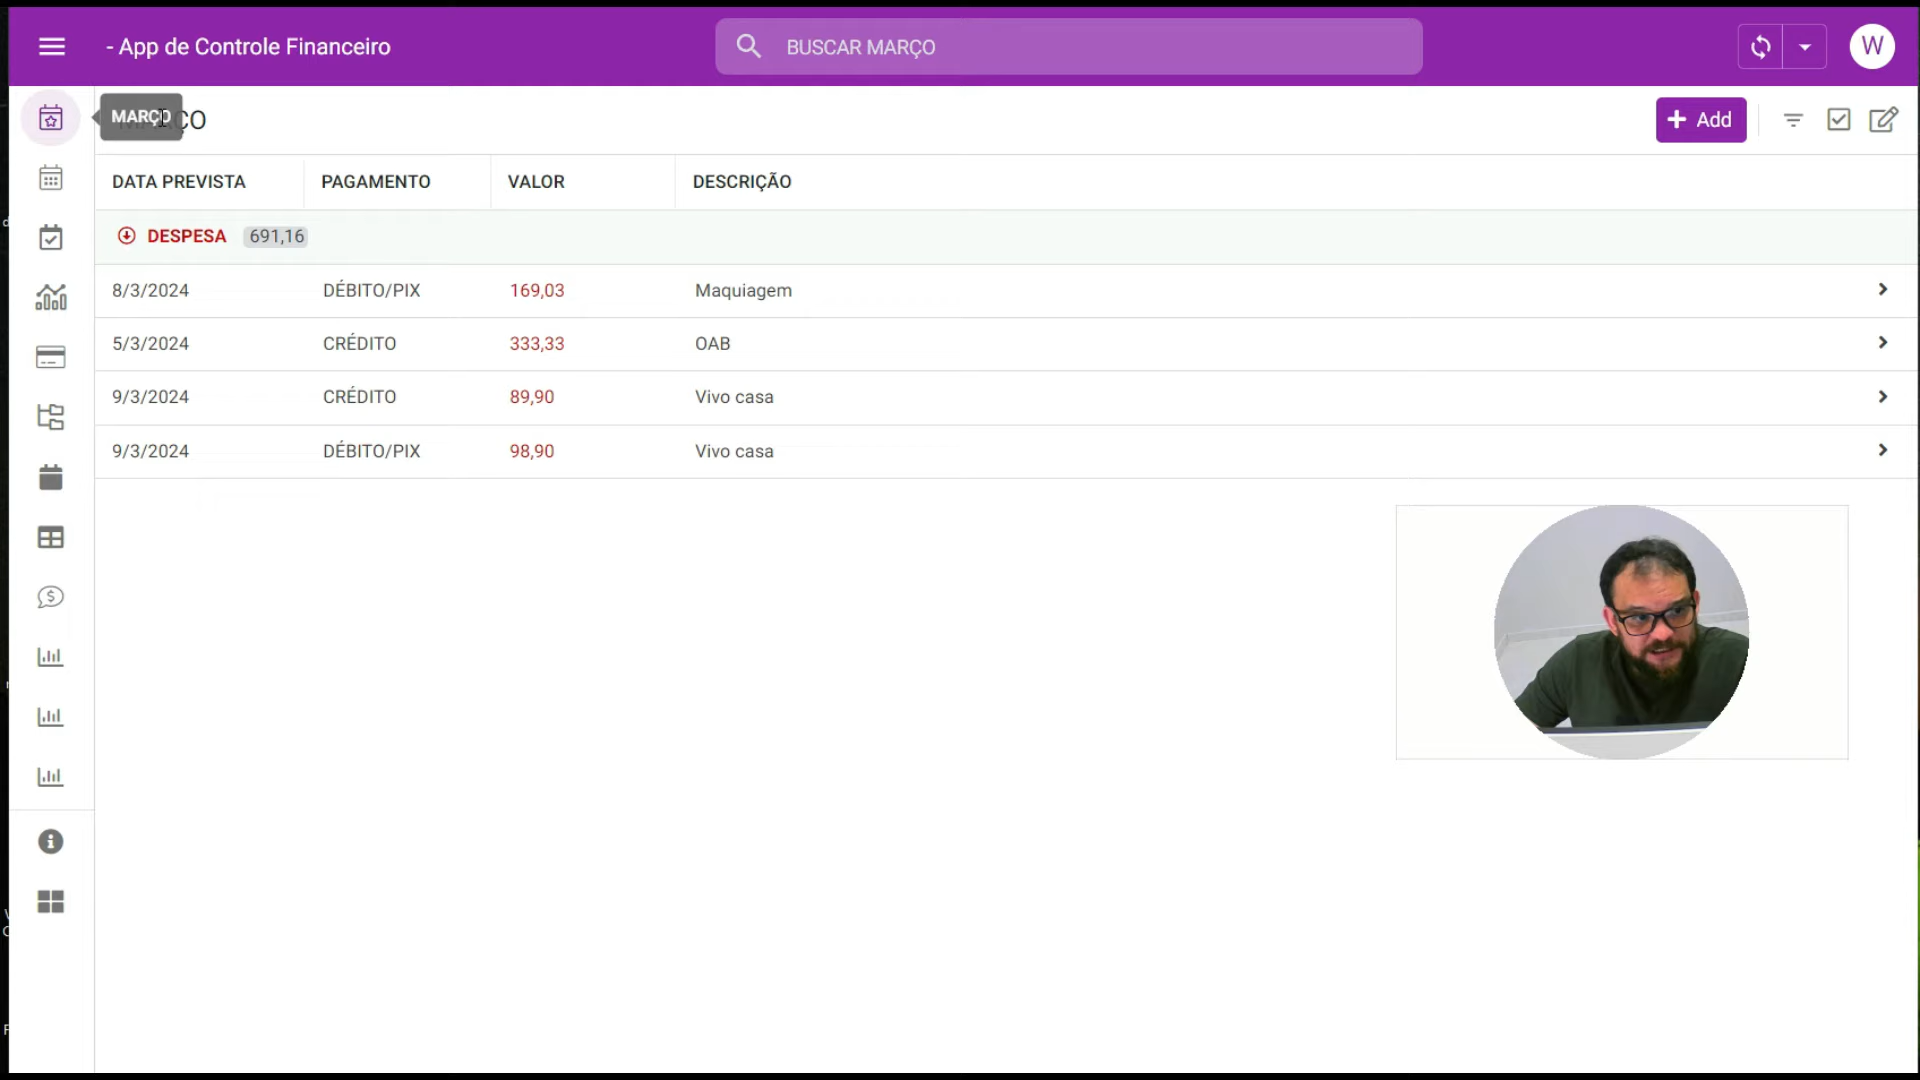 - App de Controle Financeiro
BUSCAR MARÇO
W
MARÇO
ÇO
Add
DATA PREVISTA PAGAMENTO VALOR DESCRIÇÃO
DESPESA 691,16
8/3/2024 DÉBITO/PIX 169,03 Maquiagem
5/3/2024 CRÉDITO 333,33 OAB
9/3/2024 CRÉDITO 89,90 Vivo casa
9/3/2024 DÉBITO/PIX 98,90 Vivo casa